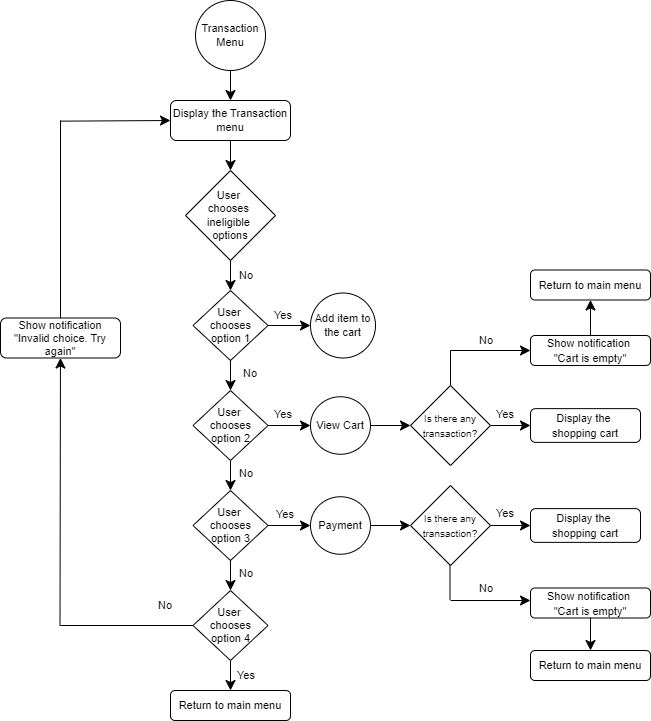 Transaction
Menu
Display the Transaction
menu
User
chooses
ineligible
options
No
User
chooses
option 1
Yes
Add item to
the cart
Return to main menu
Show notification
"Invalid choice. Try
again"
No
Show notification
"Cart is empty"
No
User
chooses
option 2
Yes
View Cart
Is there any
transaction?
Yes
Display the
shopping cart
No
User
chooses
option 3
Yes
Payment
Is there any
transaction?
Yes
Display the
shopping cart
No
No
Show notification
"Cart is empty"
No
User
chooses
option 4
Return to main menu
Yes
Return to main menu